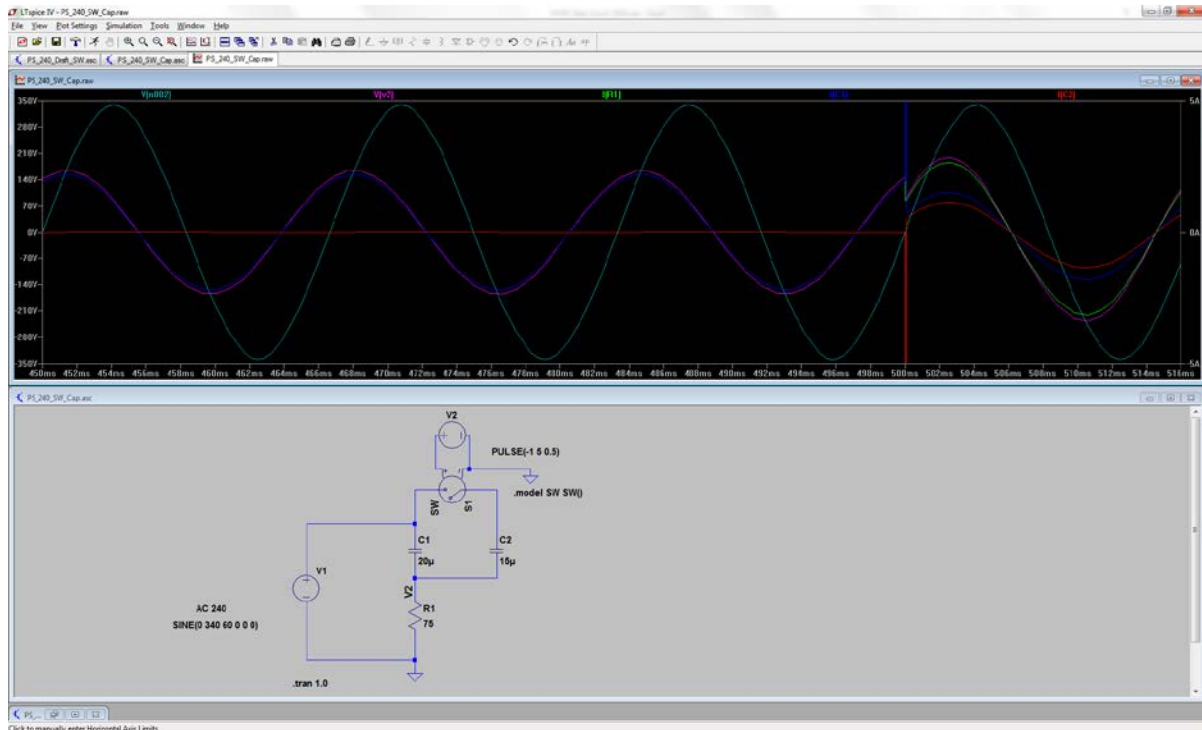 LTspice IV - PS_240_SW_Cap.raw
File View Plot Settings Simulation Tools Window Help
PS_240_Draft_SW.asc PS_240_SW_Cap.asc PS_240_SW_Cap.raw
PS_240_SW_Cap.raw
V(n002) V(v2) I(R1) I(C1) I(C2)
350V
280V
210V
140V
70V
0V
-70V
-140V
-210V
-280V
-350V
5A
0A
-5A
450ms 452ms 454ms 456ms 458ms 460ms 462ms 464ms 466ms 468ms 470ms 472ms 474ms 476ms 478ms 480ms 482ms 484ms 486ms 488ms 490ms 492ms 494ms 496ms 498ms 500ms 502ms 504ms 506ms 508ms 510ms 512ms 514ms 516ms
PS_240_SW_Cap.asc
V2
PULSE(-1 5 0.5)
.model SW SW()
SW
S1
C1
20µ
C2
15µ
V1
V2
R1
75
AC 240
SINE(0 340 60 0 0 0)
.tran 1.0
PS_...
Click to manually enter Horizontal Axis Limits